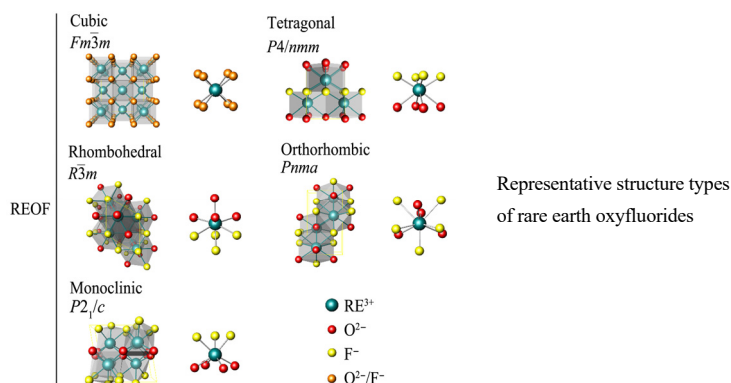 Cubic
Fm3̅m
Tetragonal
P4/nmm
Rhombohedral
R3̅m
Orthorhombic
Pnma
REOF
Representative structure types
of rare earth oxyfluorides
Monoclinic
P2₁/c
RE³⁺
O²⁻
F⁻
O²⁻/F⁻